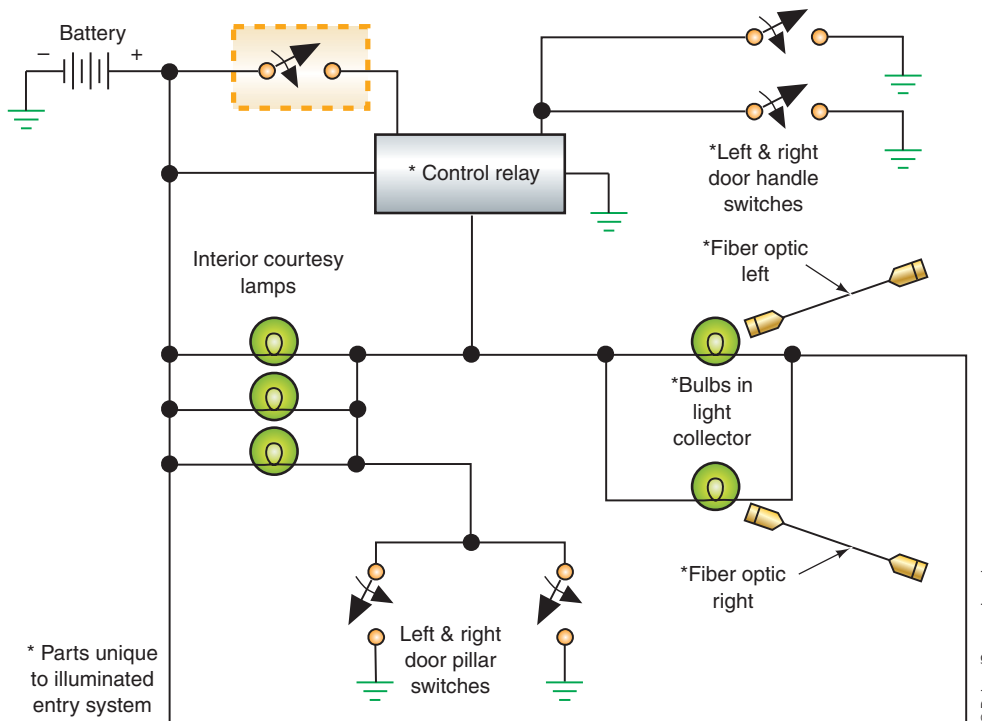 Battery
− +
* Control relay
*Left & right
door handle
switches
Interior courtesy
lamps
*Fiber optic
left
*Bulbs in
light
collector
*Fiber optic
right
Left & right
door pillar
switches
* Parts unique
to illuminated
entry system